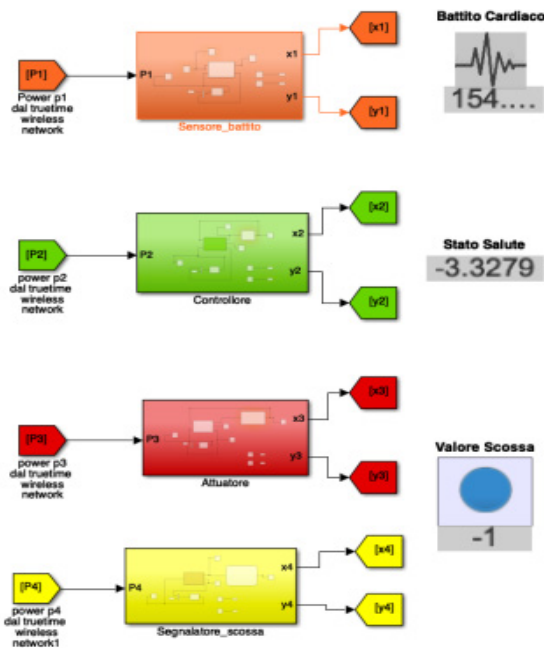 [x1]
Battito Cardiaco
[P1]
P1
x1
y1
154....
Power p1
dal truetime
wireless
network
[y1]
Sensore_battito
[x2]
[P2]
P2
x2
y2
Stato Salute
-3.3279
power p2
dal truetime
wireless
network
[y2]
Controllore
[x3]
[P3]
P3
x3
y3
Valore Scossa
power p3
dal truetime
wireless
network
[y3]
Attuatore
-1
[x4]
[P4]
P4
x4
y4
power p4
dal truetime
wireless
network1
[y4]
Segnalatore_scossa